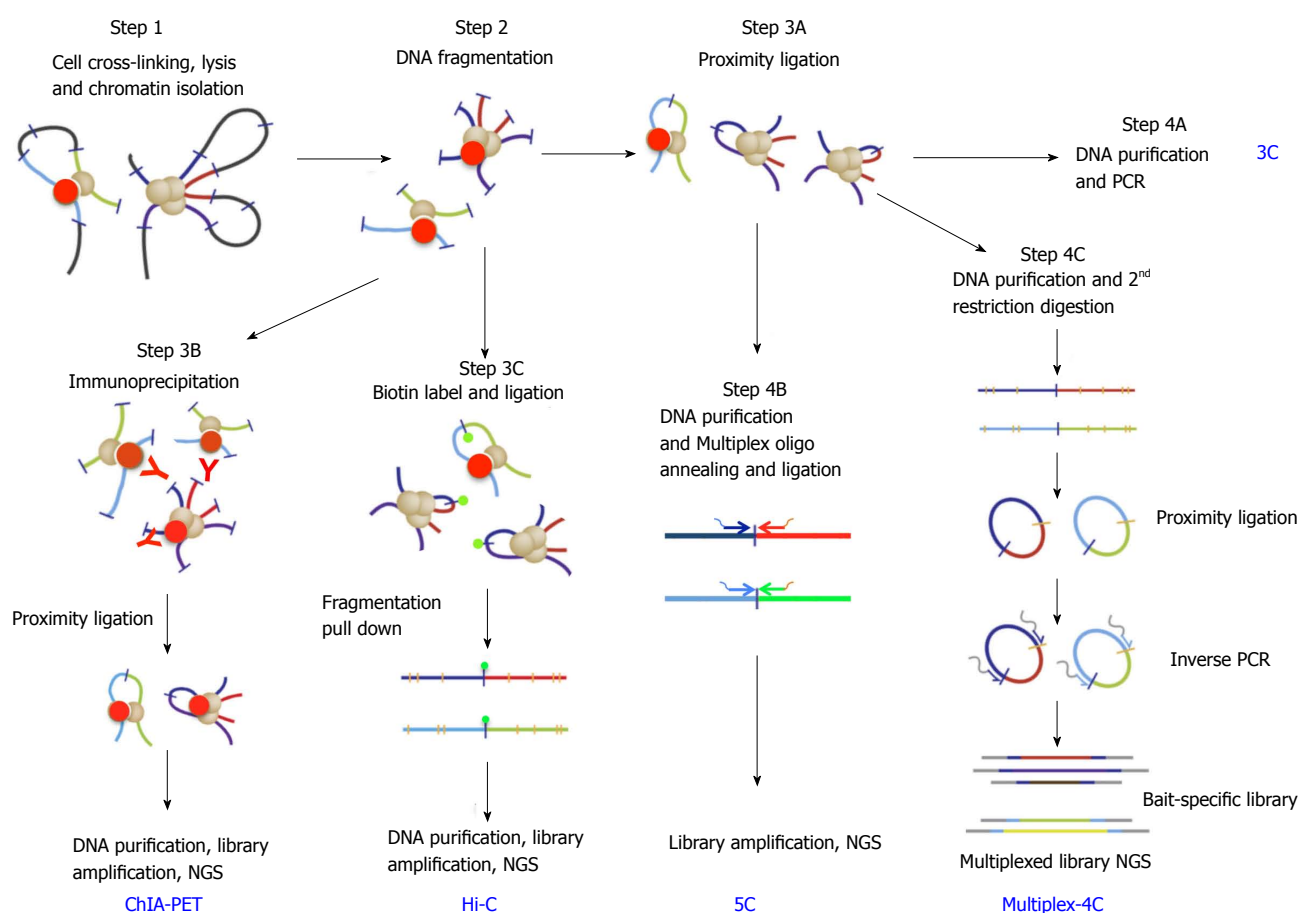 Step 1
Cell cross-linking, lysis
and chromatin isolation
Step 2
DNA fragmentation
Step 3A
Proximity ligation
Step 4A
DNA purification
and PCR
3C
Step 4C
DNA purification and 2nd
restriction digestion
Step 3B
Immunoprecipitation
Step 3C
Biotin label and ligation
Step 4B
DNA purification
and Multiplex oligo
annealing and ligation
Proximity ligation
Proximity ligation
Fragmentation
pull down
Inverse PCR
Bait-specific library
DNA purification, library
amplification, NGS
DNA purification, library
amplification, NGS
Library amplification, NGS
Multiplexed library NGS
ChIA-PET
Hi-C
5C
Multiplex-4C